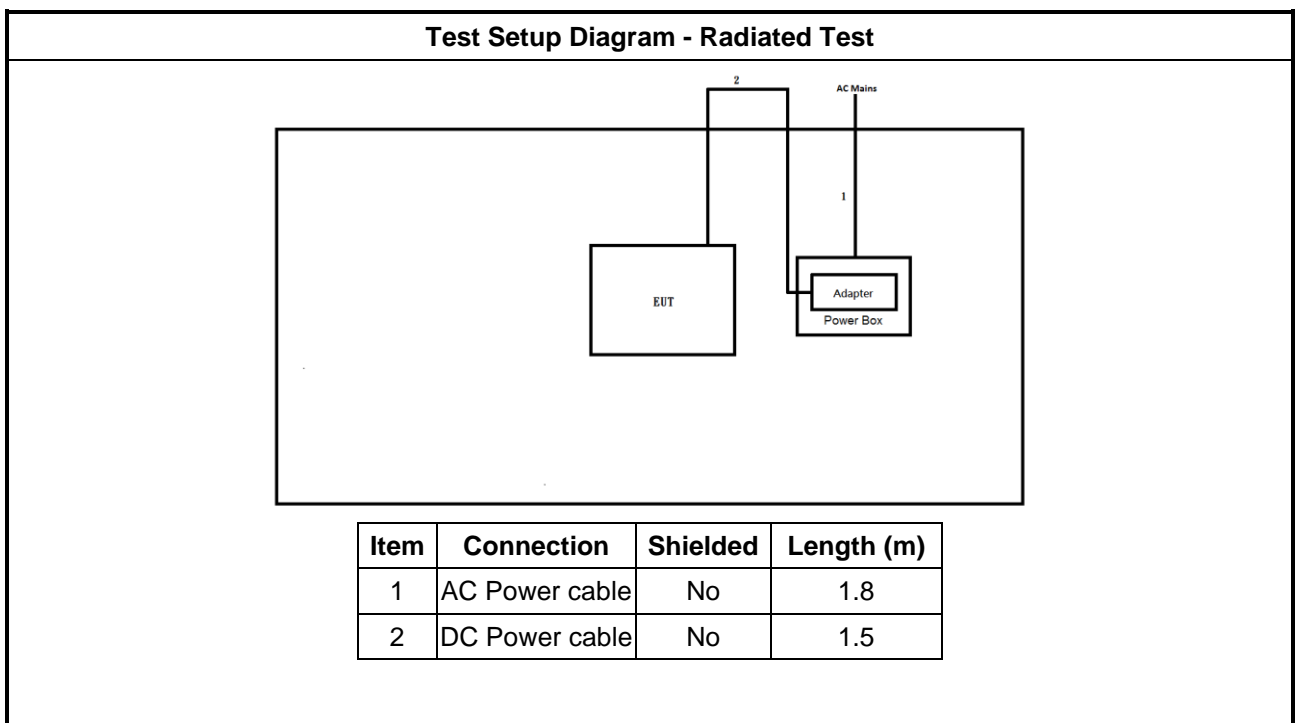 Test Setup Diagram - Radiated Test
2
AC Mains
1
EUT
Adapter
Power Box
Item Connection Shielded Length (m)
1 AC Power cable No 1.8
2 DC Power cable No 1.5